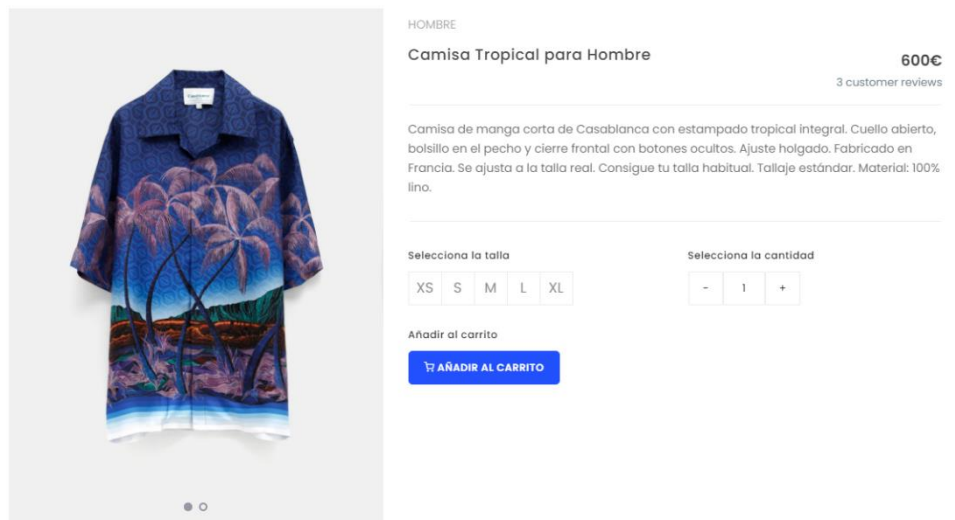 HOMBRE
Camisa Tropical para Hombre
600€
3 customer reviews
Camisa de manga corta de Casablanca con estampado tropical integral. Cuello abierto,
bolsillo en el pecho y cierre frontal con botones ocultos. Ajuste holgado. Fabricado en
Francia. Se ajusta a la talla real. Consigue tu talla habitual. Tallaje estándar. Material: 100%
lino.
Selecciona la talla
Selecciona la cantidad
XS S M L XL
- 1 +
Añadir al carrito
AÑADIR AL CARRITO